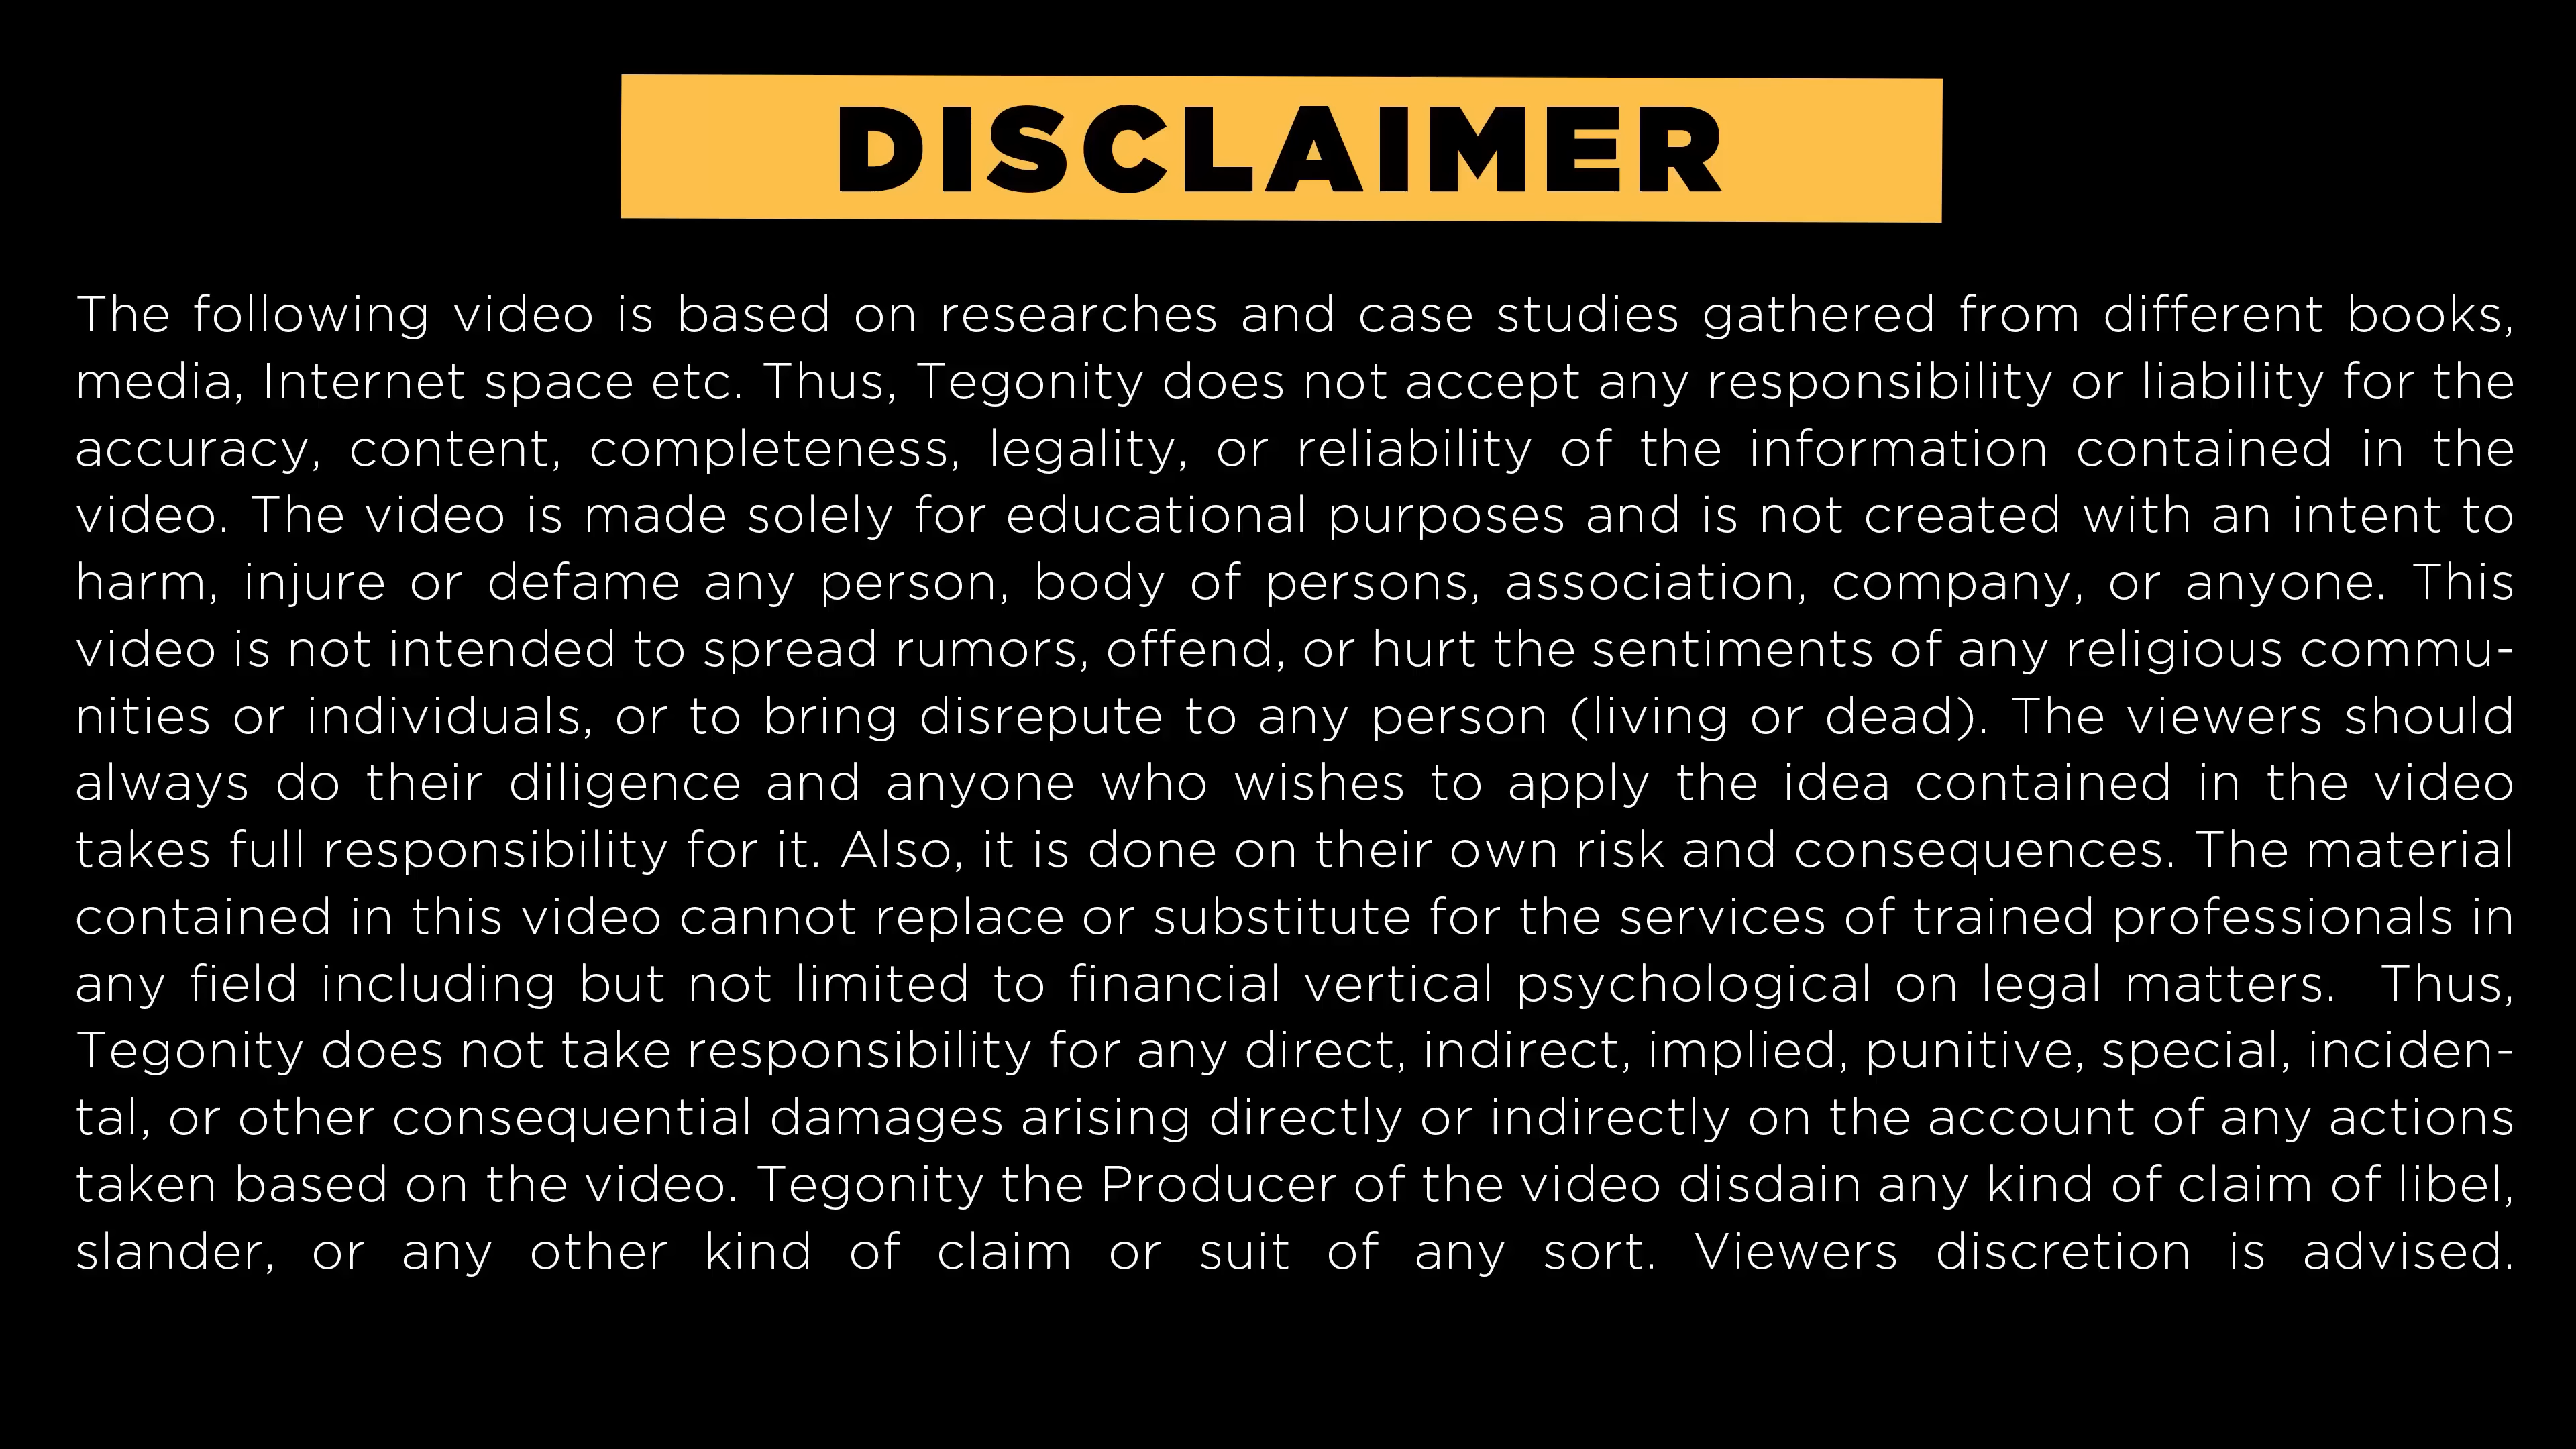 DISCLAIMER
The following video is based on researches and case studies gathered from different books,
media, Internet space etc. Thus, Tegonity does not accept any responsibility or liability for the
accuracy, content, completeness, legality, or reliability of the information contained in the
video. The video is made solely for educational purposes and is not created with an intent to
harm, injure or defame any person, body of persons, association, company, or anyone. This
video is not intended to spread rumors, offend, or hurt the sentiments of any religious commu-
nities or individuals, or to bring disrepute to any person (living or dead). The viewers should
always do their diligence and anyone who wishes to apply the idea contained in the video
takes full responsibility for it. Also, it is done on their own risk and consequences. The material
contained in this video cannot replace or substitute for the services of trained professionals in
any field including but not limited to financial vertical psychological on legal matters. Thus,
Tegonity does not take responsibility for any direct, indirect, implied, punitive, special, inciden-
tal, or other consequential damages arising directly or indirectly on the account of any actions
taken based on the video. Tegonity the Producer of the video disdain any kind of claim of libel,
slander, or any other kind of claim or suit of any sort. Viewers discretion is advised.